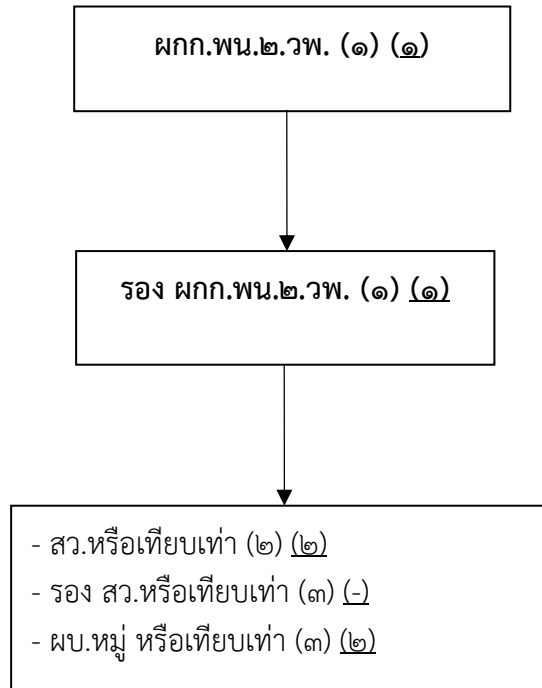 ผกก.พน.๒.วพ. (๑) (๑)
รอง ผกก.พน.๒.วพ. (๑) (๑)
- สว.หรือเทียบเท่า (๒) (๒)
- รอง สว.หรือเทียบเท่า (๓) (-)
- ผบ.หมู่ หรือเทียบเท่า (๓) (๒)